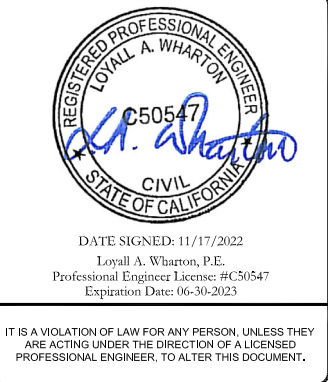 REGISTERED PROFESSIONAL ENGINEER
LOYALL A. WHARTON
C50547
L.A. Wharton
CIVIL
STATE OF CALIFORNIA
DATE SIGNED: 11/17/2022
Loyall A. Wharton, P.E.
Professional Engineer License: #C50547
Expiration Date: 06-30-2023
IT IS A VIOLATION OF LAW FOR ANY PERSON, UNLESS THEY
ARE ACTING UNDER THE DIRECTION OF A LICENSED
PROFESSIONAL ENGINEER, TO ALTER THIS DOCUMENT.